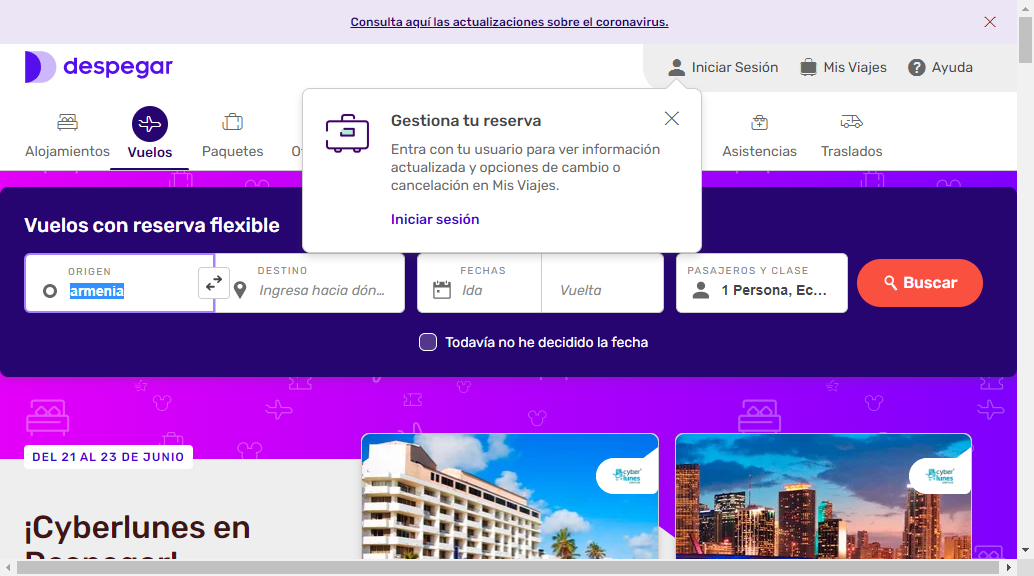 Consulta aquí las actualizaciones sobre el coronavirus.
despegar
Iniciar Sesión
Mis Viajes
Ayuda
Alojamientos
Vuelos
Paquetes
Asistencias
Traslados
Gestiona tu reserva
Entra con tu usuario para ver información
actualizada y opciones de cambio o
cancelación en Mis Viajes.
Iniciar sesión
Vuelos con reserva flexible
ORIGEN
armenia
DESTINO
Ingresa hacia dón...
FECHAS
Ida
Vuelta
PASAJEROS Y CLASE
1 Persona, Ec...
Buscar
Todavía no he decidido la fecha
DEL 21 AL 23 DE JUNIO
cyber
lunes
cyber
lunes
¡Cyberlunes en
Despegar!